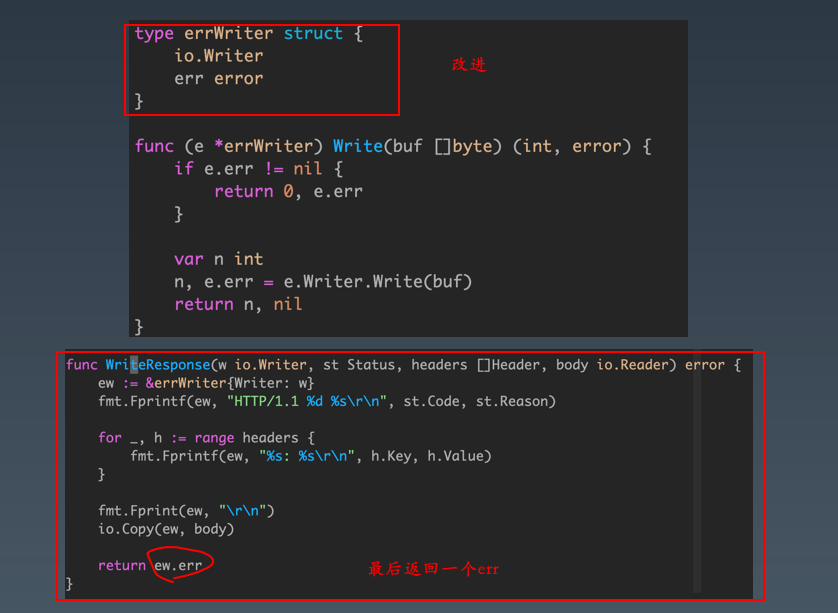 type errWriter struct {
    io.Writer
    err error
}
改进
func (e *errWriter) Write(buf []byte) (int, error) {
    if e.err != nil {
        return 0, e.err
    }
    var n int
    n, e.err = e.Writer.Write(buf)
    return n, nil
}
func WriteResponse(w io.Writer, st Status, headers []Header, body io.Reader) error {
    ew := &errWriter{Writer: w}
    fmt.Fprintf(ew, "HTTP/1.1 %d %s\r\n", st.Code, st.Reason)
    for _, h := range headers {
        fmt.Fprintf(ew, "%s: %s\r\n", h.Key, h.Value)
    }
    fmt.Fprint(ew, "\r\n")
    io.Copy(ew, body)
    return ew.err
最后返回一个err
}